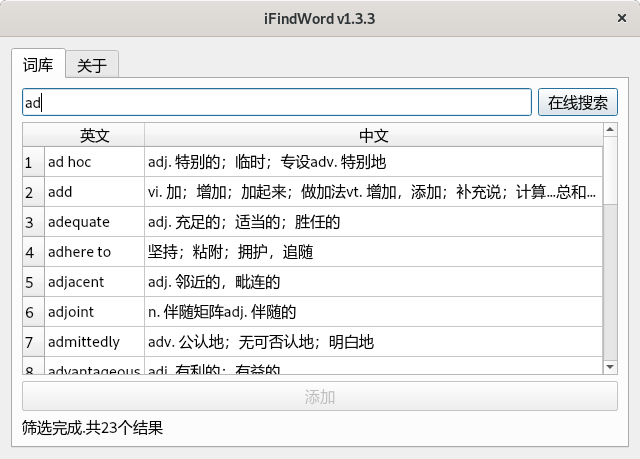 iFindWord v1.3.3
词库 关于
ad 在线搜索
英文 中文
1 ad hoc adj. 特别的；临时；专设adv. 特别地
2 add vi. 加；增加；加起来；做加法vt. 增加，添加；补充说；计算...总和...
3 adequate adj. 充足的；适当的；胜任的
4 adhere to 坚持；粘附；拥护，追随
5 adjacent adj. 邻近的，毗连的
6 adjoint n. 伴随矩阵adj. 伴随的
7 admittedly adv. 公认地；无可否认地；明白地
8 advantageous adj. 有利的；有益的
添加
筛选完成.共23个结果